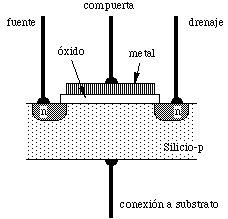 compuerta
fuente
drenaje
óxido
metal
n
n
Silicio-p
conexión a substrato